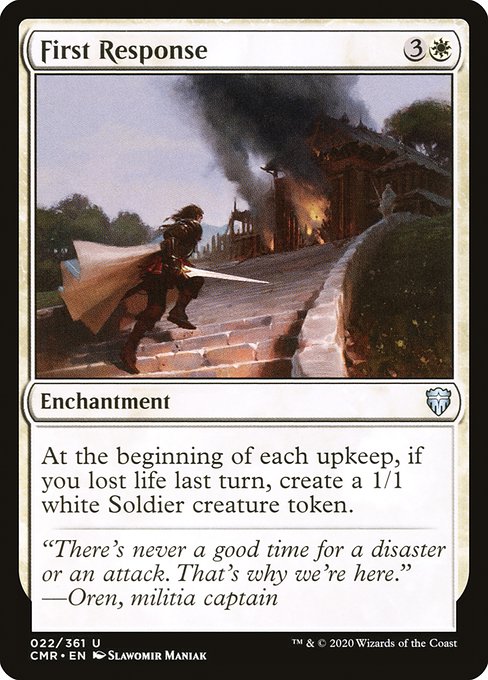 First Response 3
Enchantment
At the beginning of each upkeep, if
you lost life last turn, create a 1/1
white Soldier creature token.
“There’s never a good time for a disaster
or an attack. That’s why we’re here.”
—Oren, militia captain
022/361 U
CMR • EN Slawomir Maniak
™ & © 2020 Wizards of the Coast